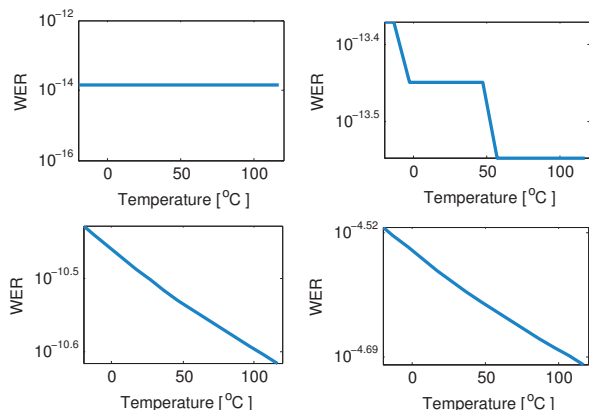 10⁻¹²
10⁻¹⁴
10⁻¹⁶
WER
0 50 100
Temperature [ °C ]
10⁻¹³·⁴
10⁻¹³·⁵
WER
0 50 100
Temperature [ °C ]
10⁻¹⁰·⁵
10⁻¹⁰·⁶
WER
0 50 100
Temperature [ °C ]
10⁻⁴·⁵²
10⁻⁴·⁶⁹
WER
0 50 100
Temperature [ °C ]